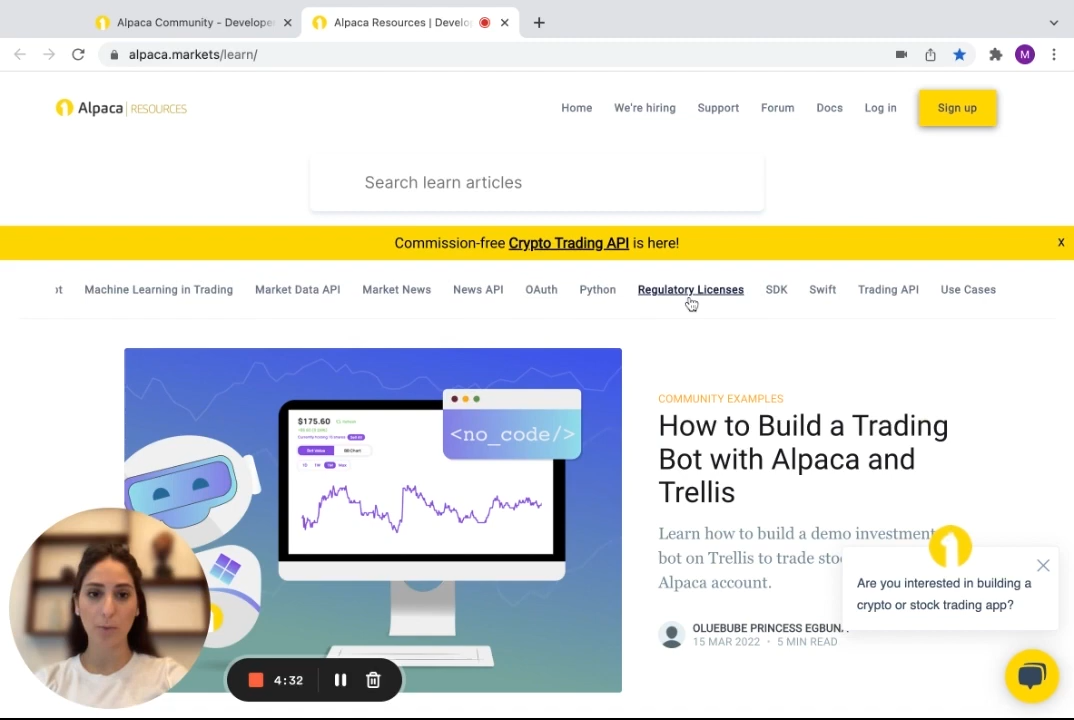 Alpaca Community - Develope
Alpaca Resources | Develo
alpaca.markets/learn/
M
Alpaca | RESOURCES
Home We're hiring Support Forum Docs Log in Sign up
Search learn articles
Commission-free Crypto Trading API is here!
x
ot Machine Learning in Trading Market Data API Market News News API OAuth Python Regulatory Licenses SDK Swift Trading API Use Cases
$175.60
<no_code/>
COMMUNITY EXAMPLES
How to Build a Trading
Bot with Alpaca and
Trellis
Learn how to build a demo investment
bot on Trellis to trade sto
Alpaca account.
OLUEBUBE PRINCESS EGBUN
15 MAR 2022 · 5 MIN READ
Are you interested in building a
crypto or stock trading app?
4:32